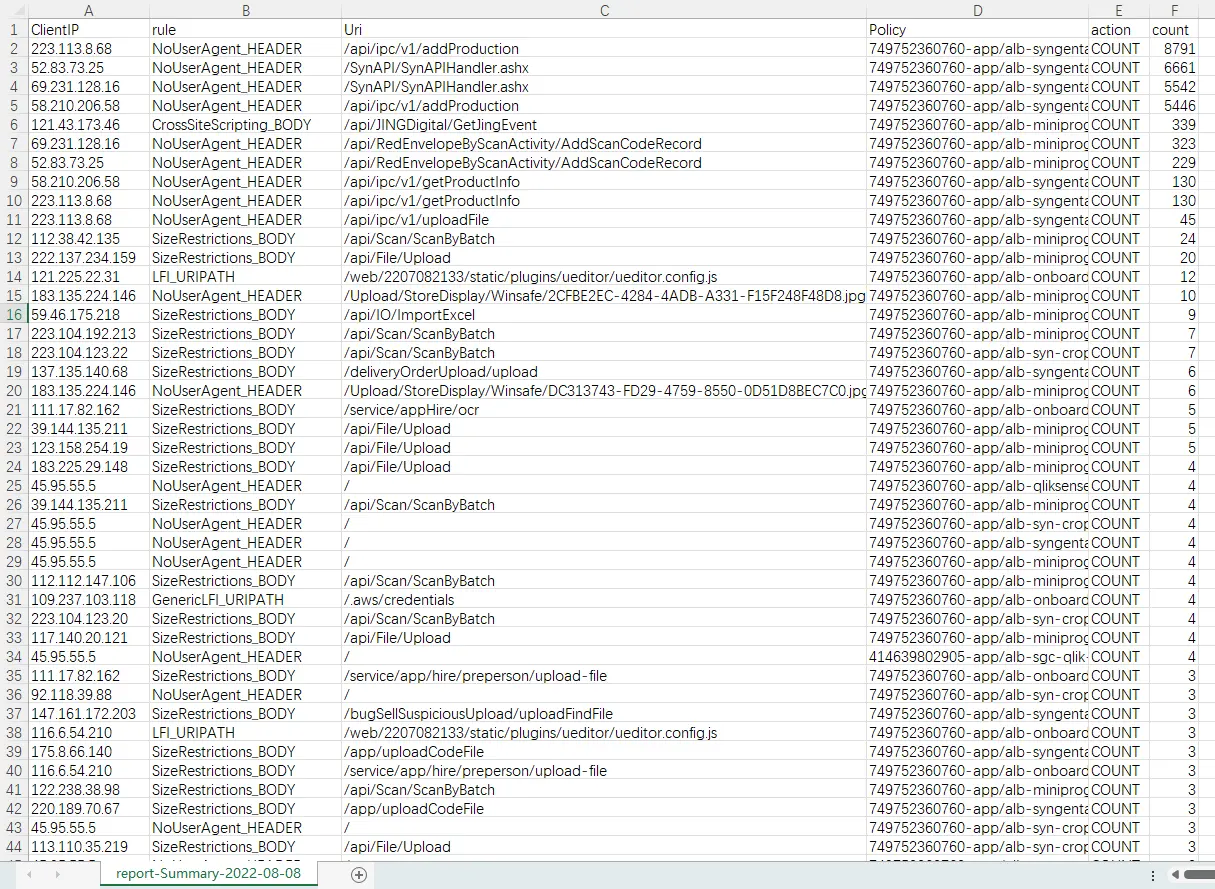 A B C D E F
1 ClientIP rule Uri Policy action count
2 223.113.8.68 NoUserAgent_HEADER /api/ipc/v1/addProduction 749752360760-app/alb-syngenta COUNT 8791
3 52.83.73.25 NoUserAgent_HEADER /SynAPI/SynAPIHandler.ashx 749752360760-app/alb-syngenta COUNT 6661
4 69.231.128.16 NoUserAgent_HEADER /SynAPI/SynAPIHandler.ashx 749752360760-app/alb-syngenta COUNT 5542
5 58.210.206.58 NoUserAgent_HEADER /api/ipc/v1/addProduction 749752360760-app/alb-syngenta COUNT 5446
6 121.43.173.46 CrossSiteScripting_BODY /api/JINGDigital/GetJingEvent 749752360760-app/alb-miniprog COUNT 339
7 69.231.128.16 NoUserAgent_HEADER /api/RedEnvelopeByScanActivity/AddScanCodeRecord 749752360760-app/alb-miniprog COUNT 323
8 52.83.73.25 NoUserAgent_HEADER /api/RedEnvelopeByScanActivity/AddScanCodeRecord 749752360760-app/alb-miniprog COUNT 229
9 58.210.206.58 NoUserAgent_HEADER /api/ipc/v1/getProductInfo 749752360760-app/alb-syngenta COUNT 130
10 223.113.8.68 NoUserAgent_HEADER /api/ipc/v1/getProductInfo 749752360760-app/alb-syngenta COUNT 130
11 223.113.8.68 NoUserAgent_HEADER /api/ipc/v1/uploadFile 749752360760-app/alb-syngenta COUNT 45
12 112.38.42.135 SizeRestrictions_BODY /api/Scan/ScanByBatch 749752360760-app/alb-miniprog COUNT 24
13 222.137.234.159 SizeRestrictions_BODY /api/File/Upload 749752360760-app/alb-miniprog COUNT 20
14 121.225.22.31 LFI_URIPATH /web/2207082133/static/plugins/ueditor/ueditor.config.js 749752360760-app/alb-onboard COUNT 12
15 183.135.224.146 NoUserAgent_HEADER /Upload/StoreDisplay/Winsafe/2CFBE2EC-4284-4ADB-A331-F15F248F48D8.jpg 749752360760-app/alb-miniprog COUNT 10
16 59.46.175.218 SizeRestrictions_BODY /api/IO/ImportExcel 749752360760-app/alb-miniprog COUNT 9
17 223.104.192.213 SizeRestrictions_BODY /api/Scan/ScanByBatch 749752360760-app/alb-miniprog COUNT 7
18 223.104.123.22 SizeRestrictions_BODY /api/Scan/ScanByBatch 749752360760-app/alb-syn-crop COUNT 7
19 137.135.140.68 SizeRestrictions_BODY /deliveryOrderUpload/upload 749752360760-app/alb-syngenta COUNT 6
20 183.135.224.146 NoUserAgent_HEADER /Upload/StoreDisplay/Winsafe/DC313743-FD29-4759-8550-0D51D8BEC7C0.jpg 749752360760-app/alb-miniprog COUNT 6
21 111.17.82.162 SizeRestrictions_BODY /service/appHire/ocr 749752360760-app/alb-onboard COUNT 5
22 39.144.135.211 SizeRestrictions_BODY /api/File/Upload 749752360760-app/alb-miniprog COUNT 5
23 123.158.254.19 SizeRestrictions_BODY /api/File/Upload 749752360760-app/alb-miniprog COUNT 5
24 183.225.29.148 SizeRestrictions_BODY /api/File/Upload 749752360760-app/alb-miniprog COUNT 4
25 45.95.55.5 NoUserAgent_HEADER / 749752360760-app/alb-qliksense COUNT 4
26 39.144.135.211 SizeRestrictions_BODY /api/Scan/ScanByBatch 749752360760-app/alb-miniprog COUNT 4
27 45.95.55.5 NoUserAgent_HEADER / 749752360760-app/alb-syn-crop COUNT 4
28 45.95.55.5 NoUserAgent_HEADER / 749752360760-app/alb-syngenta COUNT 4
29 45.95.55.5 NoUserAgent_HEADER / 749752360760-app/alb-miniprog COUNT 4
30 112.112.147.106 SizeRestrictions_BODY /api/Scan/ScanByBatch 749752360760-app/alb-miniprog COUNT 4
31 109.237.103.118 GenericLFI_URIPATH /.aws/credentials 749752360760-app/alb-onboard COUNT 4
32 223.104.123.20 SizeRestrictions_BODY /api/Scan/ScanByBatch 749752360760-app/alb-syn-crop COUNT 4
33 117.140.20.121 SizeRestrictions_BODY /api/File/Upload 749752360760-app/alb-miniprog COUNT 4
34 45.95.55.5 NoUserAgent_HEADER / 414639802905-app/alb-sgc-qlik- COUNT 4
35 111.17.82.162 SizeRestrictions_BODY /service/app/hire/preperson/upload-file 749752360760-app/alb-onboard COUNT 3
36 92.118.39.88 NoUserAgent_HEADER / 749752360760-app/alb-syn-crop COUNT 3
37 147.161.172.203 SizeRestrictions_BODY /bugSellSuspiciousUpload/uploadFindFile 749752360760-app/alb-syngenta COUNT 3
38 116.6.54.210 LFI_URIPATH /web/2207082133/static/plugins/ueditor/ueditor.config.js 749752360760-app/alb-onboard COUNT 3
39 175.8.66.140 SizeRestrictions_BODY /app/uploadCodeFile 749752360760-app/alb-syngenta COUNT 3
40 116.6.54.210 SizeRestrictions_BODY /service/app/hire/preperson/upload-file 749752360760-app/alb-onboard COUNT 3
41 122.238.38.98 SizeRestrictions_BODY /api/Scan/ScanByBatch 749752360760-app/alb-miniprog COUNT 3
42 220.189.70.67 SizeRestrictions_BODY /app/uploadCodeFile 749752360760-app/alb-syngenta COUNT 3
43 45.95.55.5 NoUserAgent_HEADER / 749752360760-app/alb-syn-crop COUNT 3
44 113.110.35.219 SizeRestrictions_BODY /api/File/Upload 749752360760-app/alb-miniprog COUNT 3
report-Summary-2022-08-08